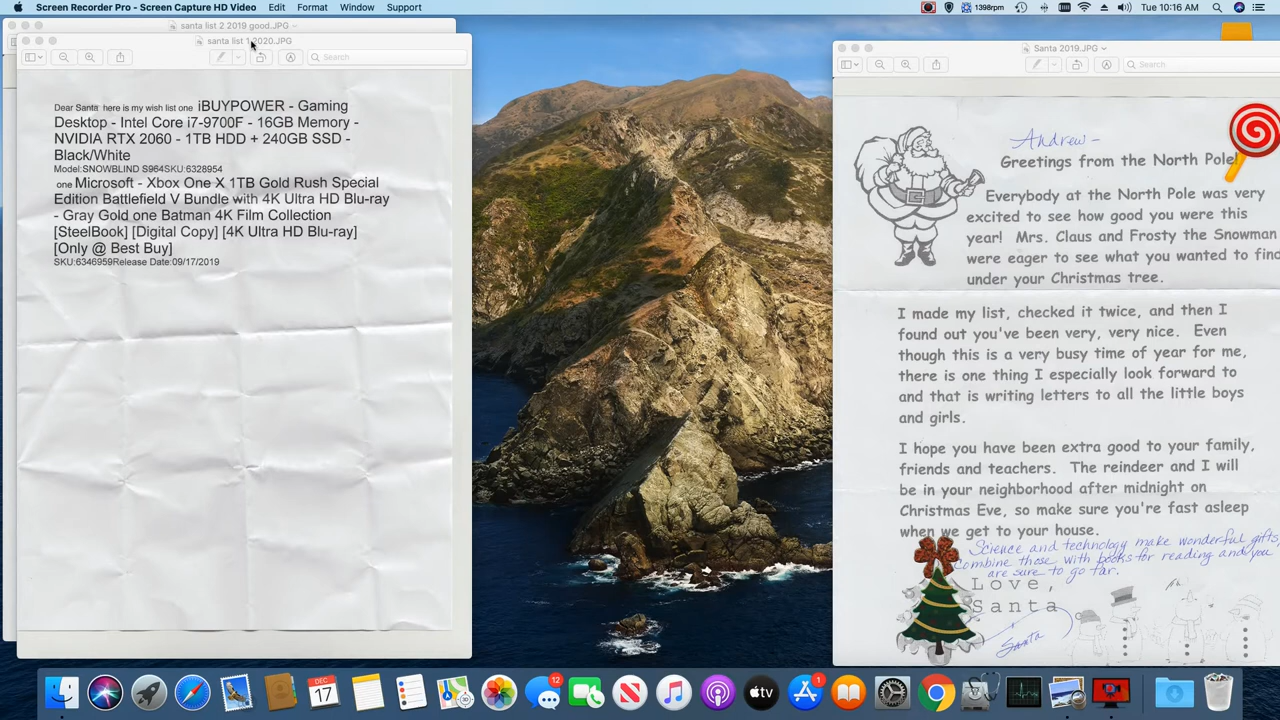 Screen Recorder Pro - Screen Capture HD Video Edit Format Window Support
1398rpm Tue 10:16 AM
santa list 2 2019 good.JPG
santa list 1 2020.JPG
Search
Dear Santa here is my wish list one iBUYPOWER - Gaming
Desktop - Intel Core i7-9700F - 16GB Memory -
NVIDIA RTX 2060 - 1TB HDD + 240GB SSD -
Black/White
Model:SNOWBLIND S964SKU:6328954
one Microsoft - Xbox One X 1TB Gold Rush Special
Edition Battlefield V Bundle with 4K Ultra HD Blu-ray
- Gray Gold one Batman 4K Film Collection
[SteelBook] [Digital Copy] [4K Ultra HD Blu-ray]
[Only @ Best Buy]
SKU:6346959Release Date:09/17/2019
Santa 2019.JPG
Search
Andrew-
Greetings from the North Pole!
Everybody at the North Pole was very
excited to see how good you were this
year! Mrs. Claus and Frosty the Snowman
were eager to see what you wanted to find
under your Christmas tree.
I made my list, checked it twice, and then I
found out you've been very, very nice. Even
though this is a very busy time of year for me,
there is one thing I especially look forward to
and that is writing letters to all the little boys
and girls.
I hope you have been extra good to your family,
friends and teachers. The reindeer and I will
be in your neighborhood after midnight on
Christmas Eve, so make sure you're fast asleep
when we get to your house.
Science and technology make wonderful gifts,
combine those with books for reading and you
are sure to go far.
Love,
Santa
Santa
DEC
17
12
tv
1